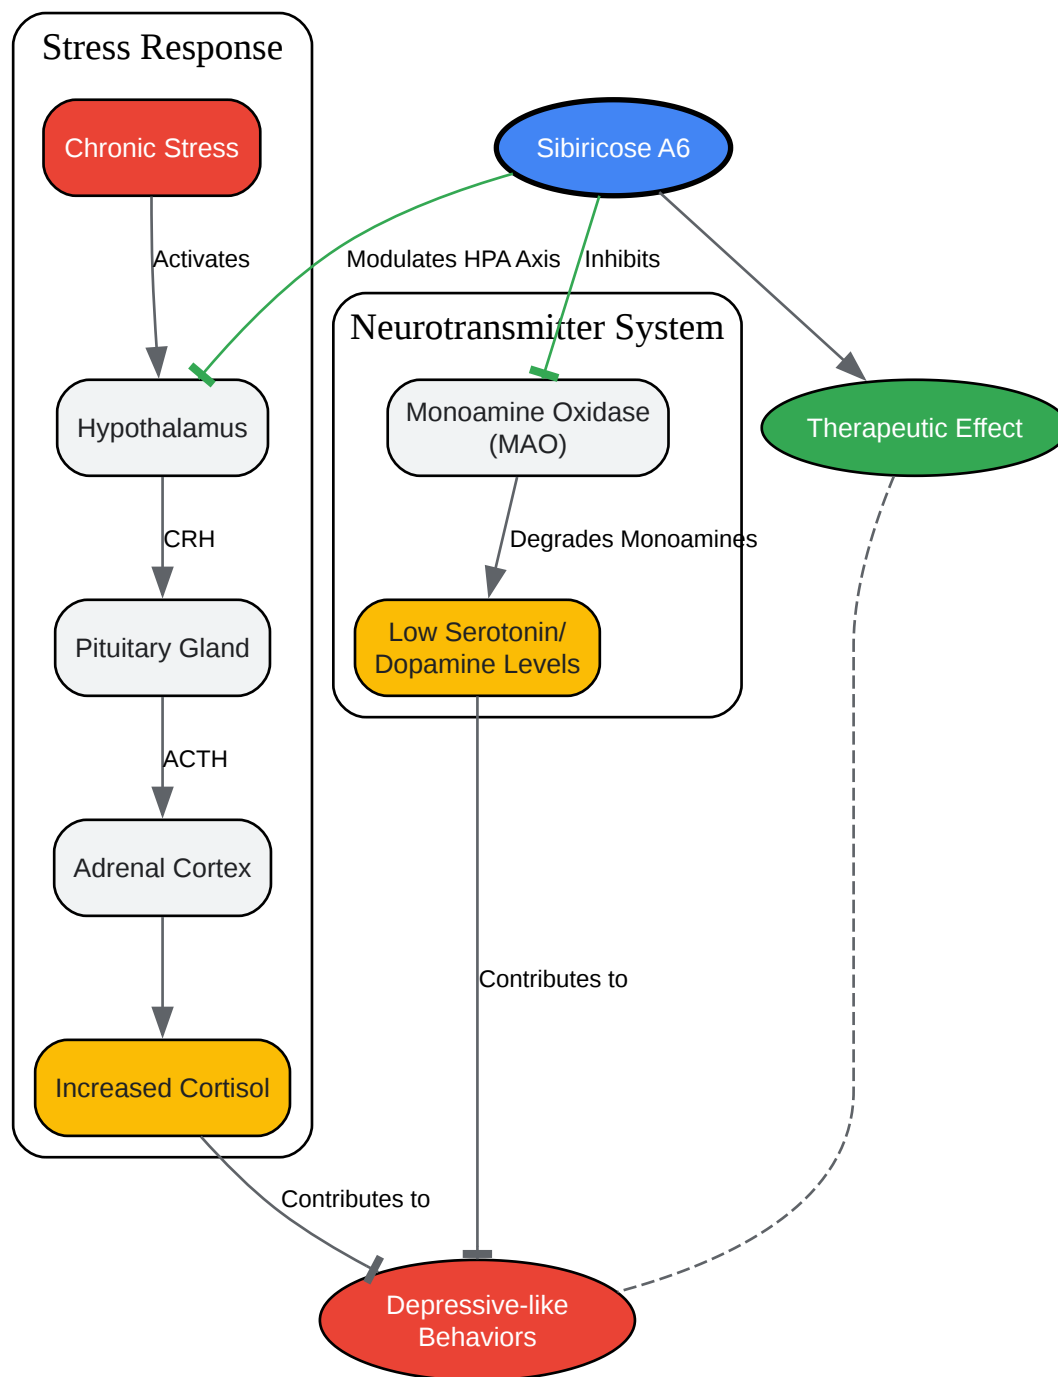 Stress Response
Chronic Stress
Sibiricose A6
Activates
Modulates HPA Axis
Inhibits
Neurotransmitter System
Hypothalamus
Monoamine Oxidase
(MAO)
Therapeutic Effect
CRH
Degrades Monoamines
Pituitary Gland
Low Serotonin/
Dopamine Levels
ACTH
Adrenal Cortex
Contributes to
Increased Cortisol
Contributes to
Depressive-like
Behaviors